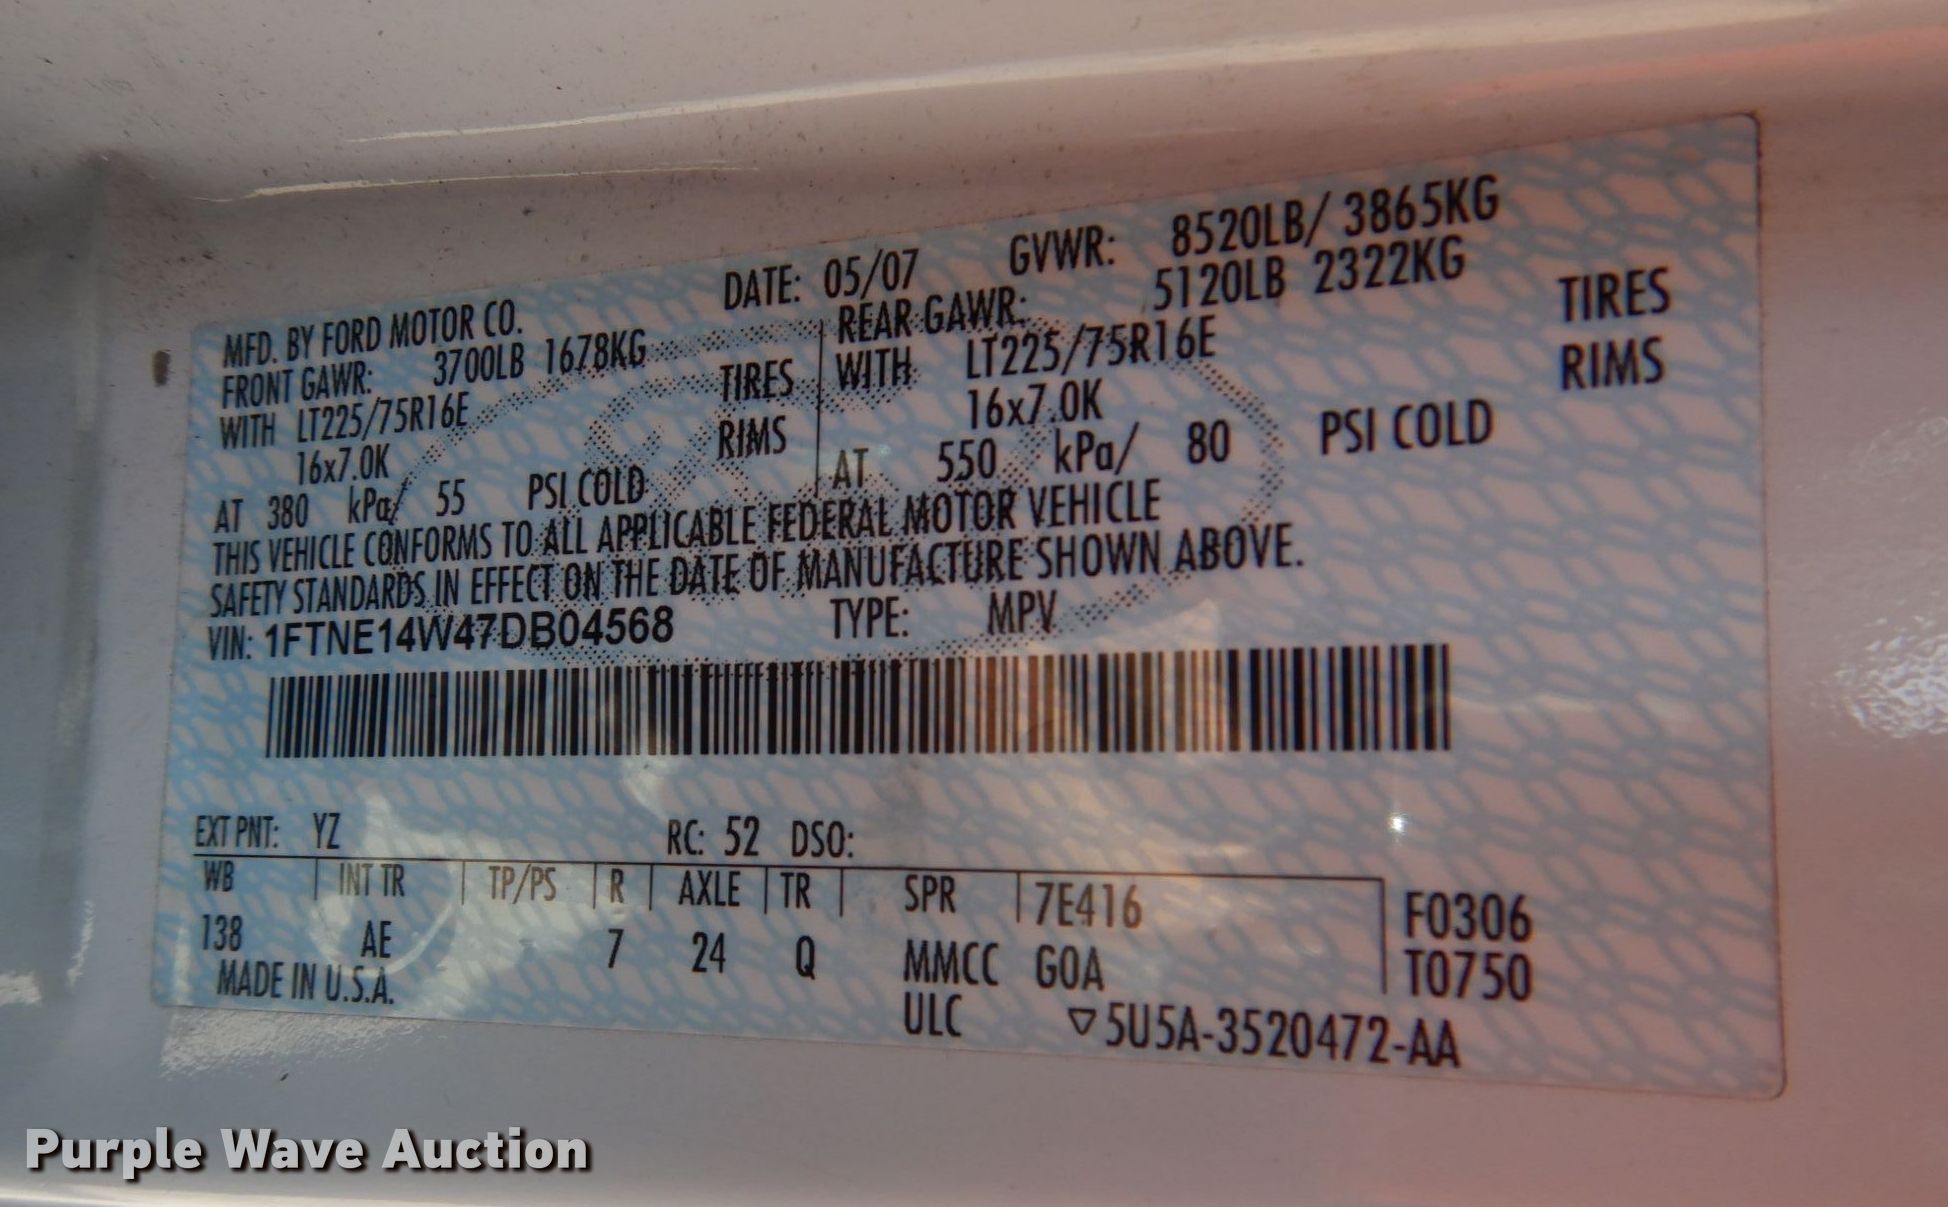 MFD. BY FORD MOTOR CO. DATE: 05/07 GVWR: 8520LB/ 3865KG
FRONT GAWR: 3700LB 1678KG REAR GAWR: 5120LB 2322KG
WITH LT225/75R16E TIRES WITH LT225/75R16E TIRES
16x7.0K RIMS 16x7.0K RIMS
AT 380 kPa/ 55 PSI COLD AT 550 kPa/ 80 PSI COLD
THIS VEHICLE CONFORMS TO ALL APPLICABLE FEDERAL MOTOR VEHICLE
SAFETY STANDARDS IN EFFECT ON THE DATE OF MANUFACTURE SHOWN ABOVE.
VIN: 1FTNE14W47DB04568 TYPE: MPV
EXT PNT: YZ RC: 52 DSO:
WB INT TR TP/PS R AXLE TR SPR 7E416 F0306
138 AE 7 24 Q MMCC GOA T0750
MADE IN U.S.A. ULC ▽5U5A-3520472-AA
Purple Wave Auction